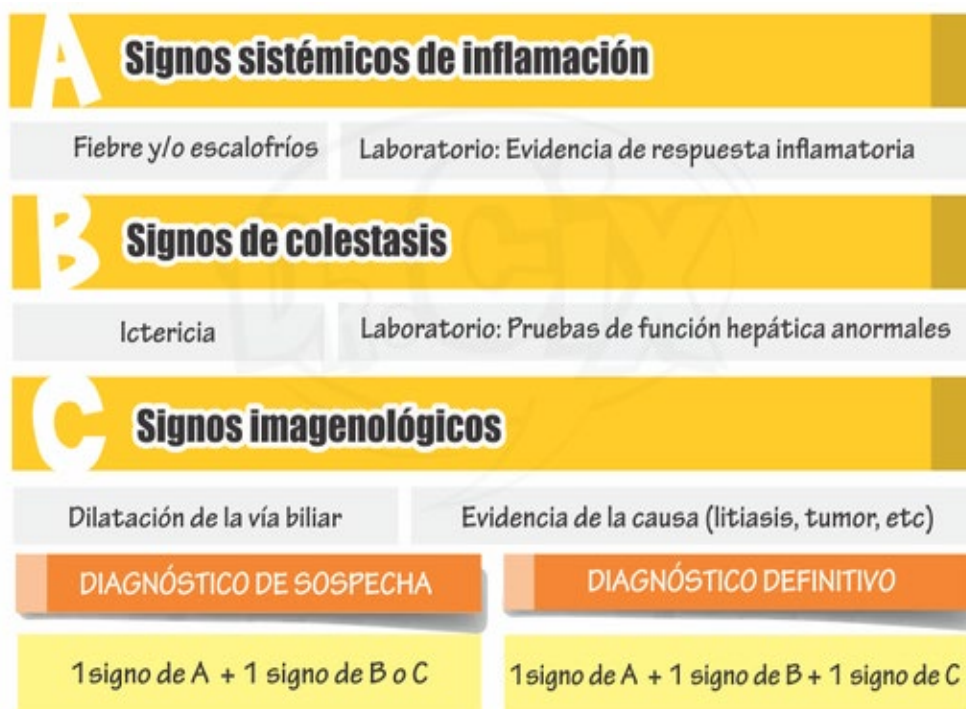 A Signos sistémicos de inflamación
Fiebre y/o escalofríos
Laboratorio: Evidencia de respuesta inflamatoria
B Signos de colestasis
Ictericia
Laboratorio: Pruebas de función hepática anormales
C Signos imagenológicos
Dilatación de la vía biliar
Evidencia de la causa (litiasis, tumor, etc)
DIAGNÓSTICO DE SOSPECHA
1 signo de A + 1 signo de B o C
DIAGNÓSTICO DEFINITIVO
1 signo de A + 1 signo de B + 1 signo de C